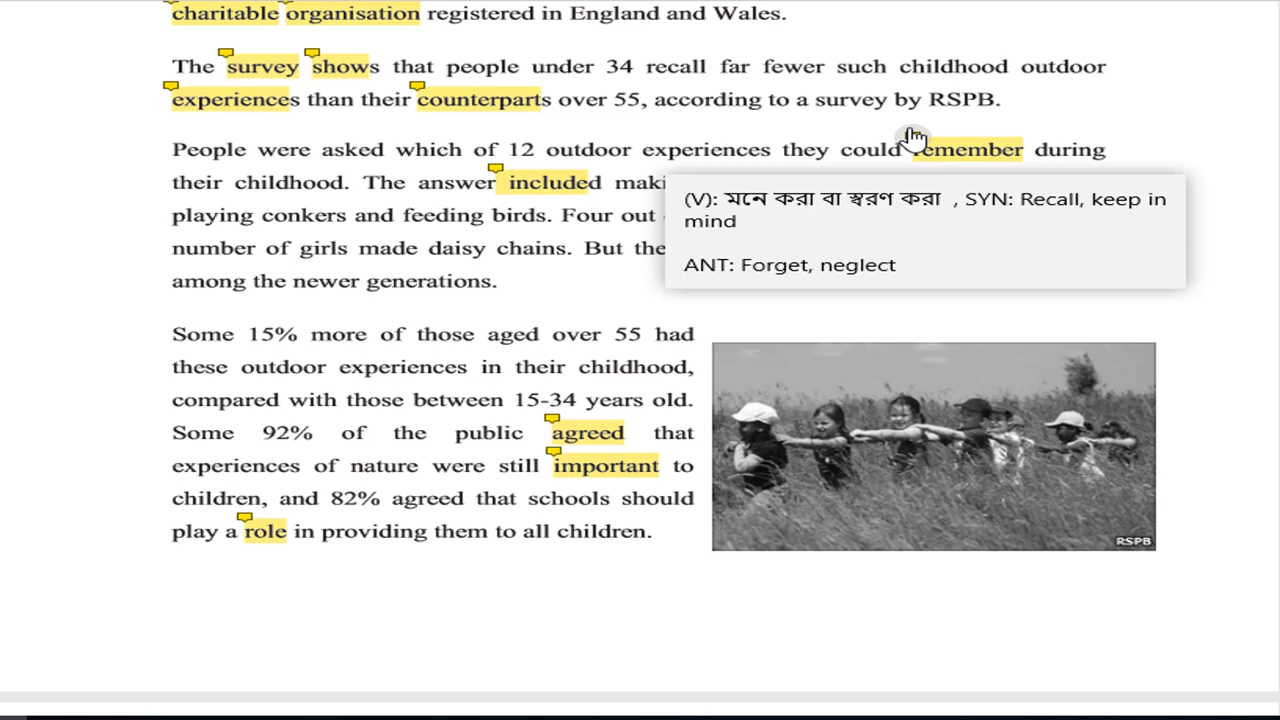 charitable organisation registered in England and Wales.
The survey shows that people under 34 recall far fewer such childhood outdoor
experiences than their counterparts over 55, according to a survey by RSPB.
People were asked which of 12 outdoor experiences they could remember during
their childhood. The answer included maki
playing conkers and feeding birds. Four out
number of girls made daisy chains. But the
among the newer generations.
(V): মনে করা বা স্বরণ করা , SYN: Recall, keep in
mind
ANT: Forget, neglect
Some 15% more of those aged over 55 had
these outdoor experiences in their childhood,
compared with those between 15-34 years old.
Some 92% of the public agreed that
experiences of nature were still important to
children, and 82% agreed that schools should
play a role in providing them to all children.
RSPB